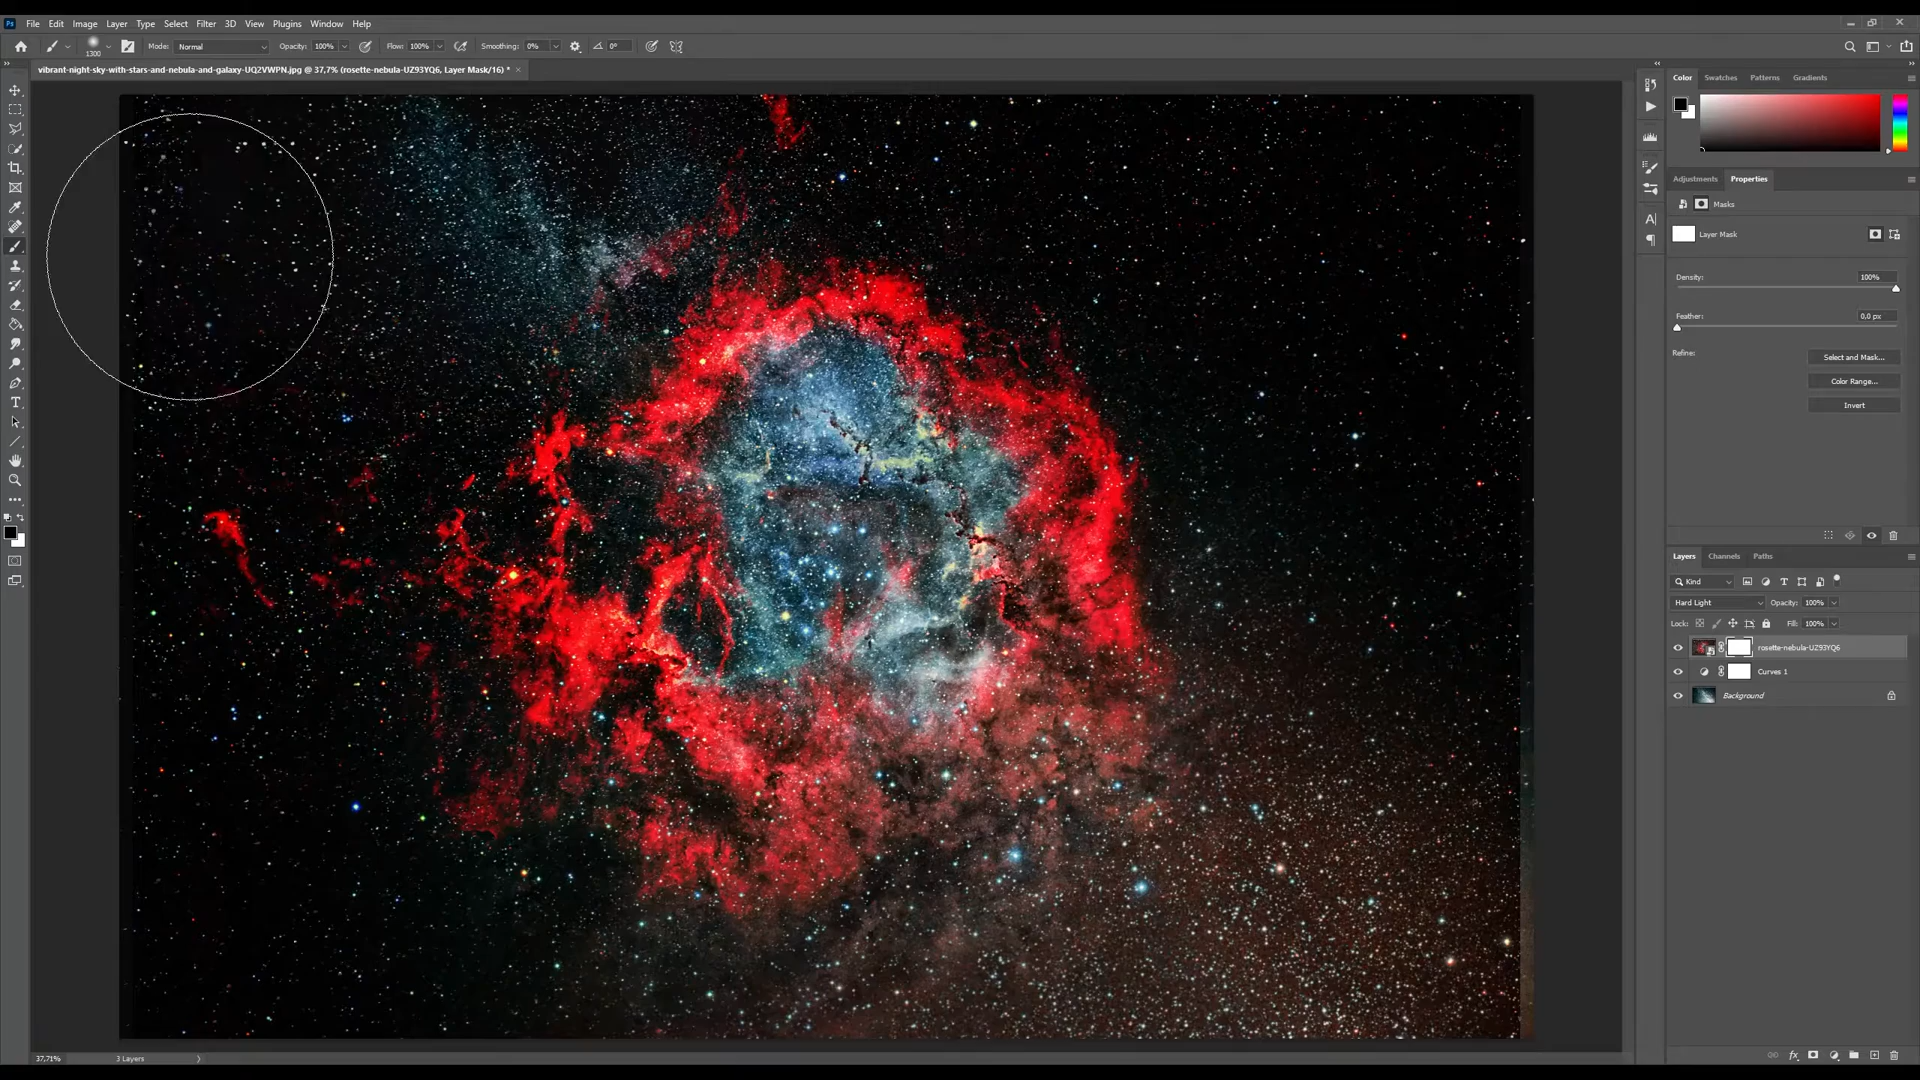 Ps File Edit Image Layer Type Select Filter 3D View Plugins Window Help
1300 Mode: Normal Opacity: 100% Flow: 100% Smoothing: 0% 0°
vibrant-night-sky-with-stars-and-nebula-and-galaxy-UQ2VWPN.jpg @ 37,7% (rosette-nebula-UZ93YQ6, Layer Mask/16) * ×
Color Swatches Patterns Gradients
Adjustments Properties
Masks
Layer Mask
Density: 100%
Feather: 0,0 px
Refine: Select and Mask...
Color Range...
Invert
Layers Channels Paths
Kind
Hard Light Opacity: 100%
Lock: Fill: 100%
rosette-nebula-UZ93YQ6
Curves 1
Background
37,71% 3 Layers